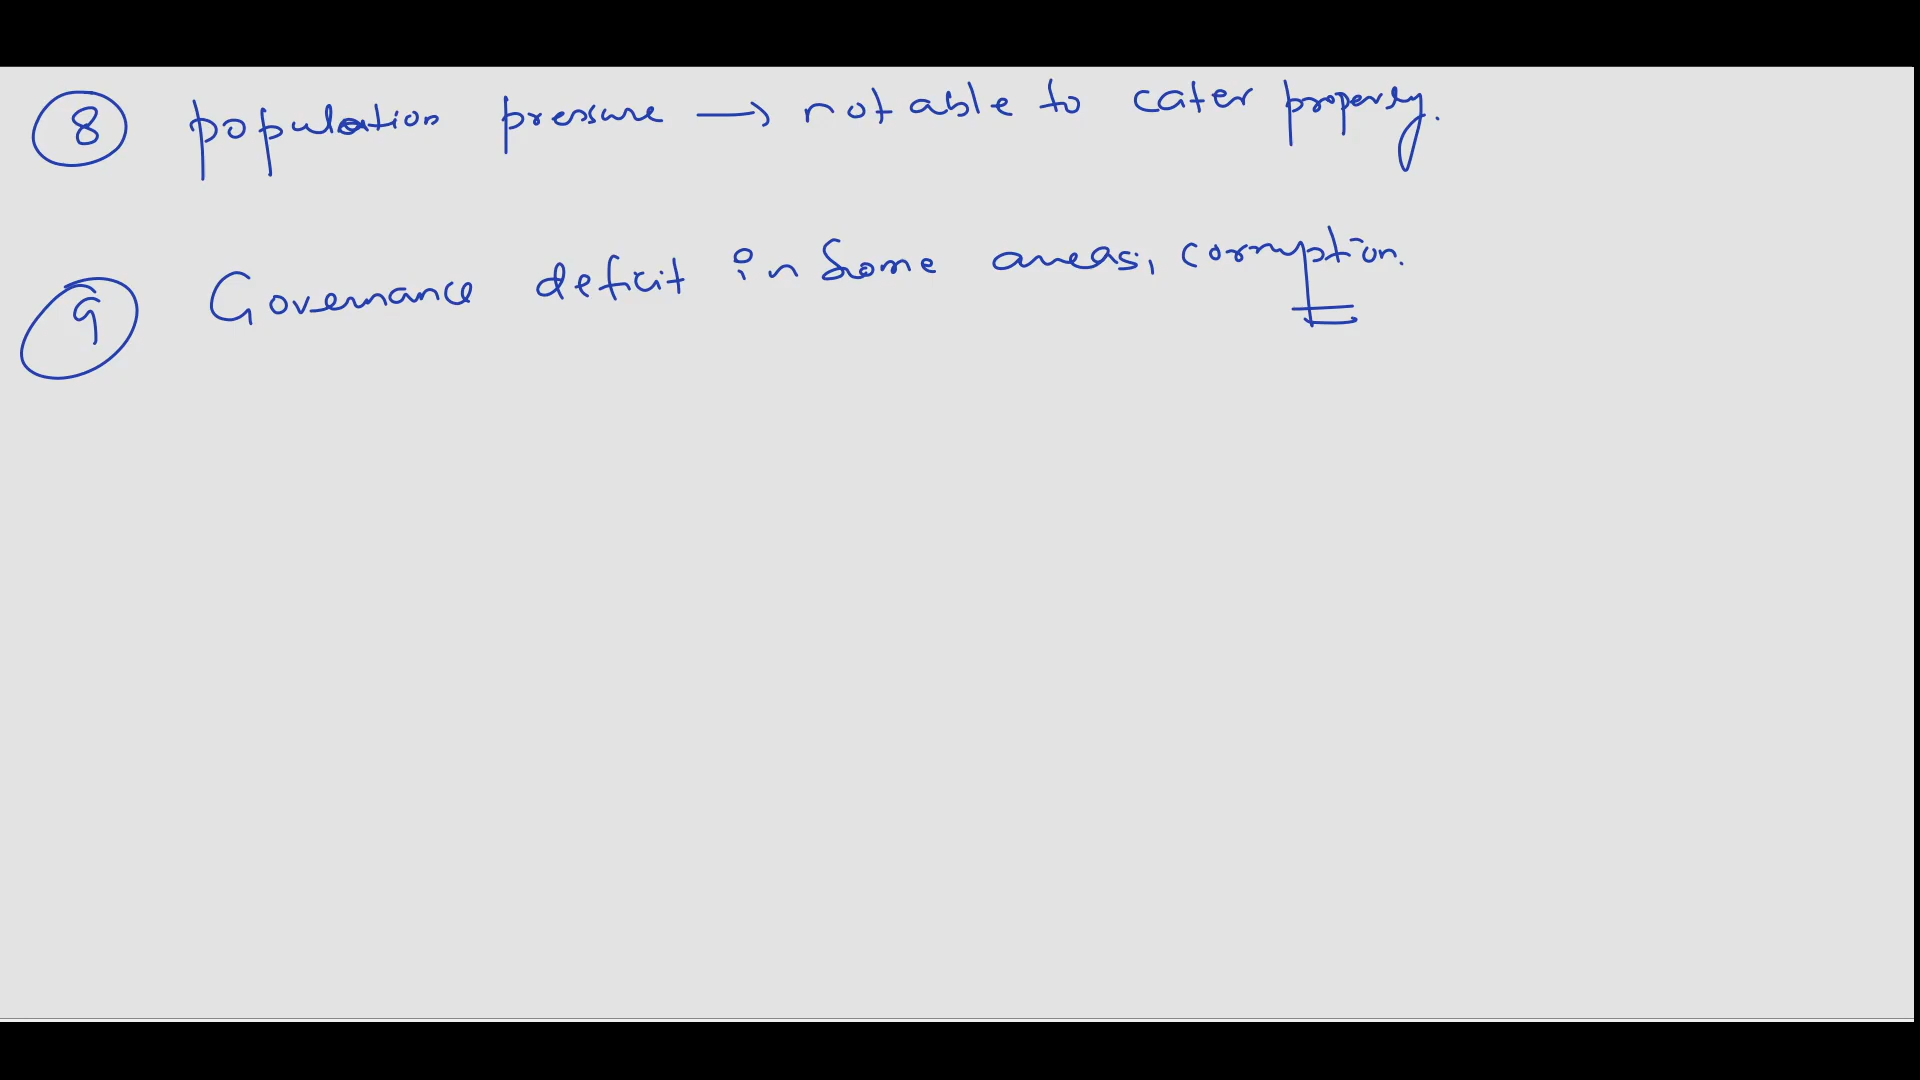 8 population pressure → not able to cater properly.
9 Governance deficit in some areas, corruption.